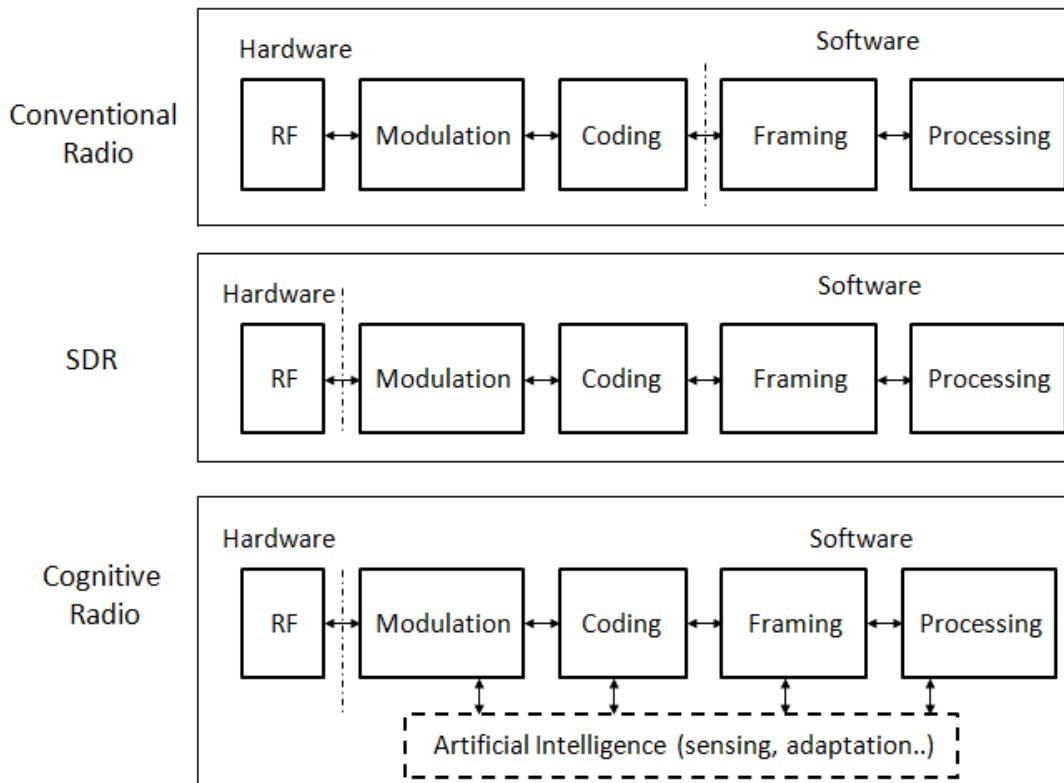 Hardware
Software
Conventional
Radio
RF
Modulation
Coding
Framing
Processing
Hardware
Software
SDR
RF
Modulation
Coding
Framing
Processing
Hardware
Software
Cognitive
Radio
RF
Modulation
Coding
Framing
Processing
Artificial Intelligence (sensing, adaptation..)